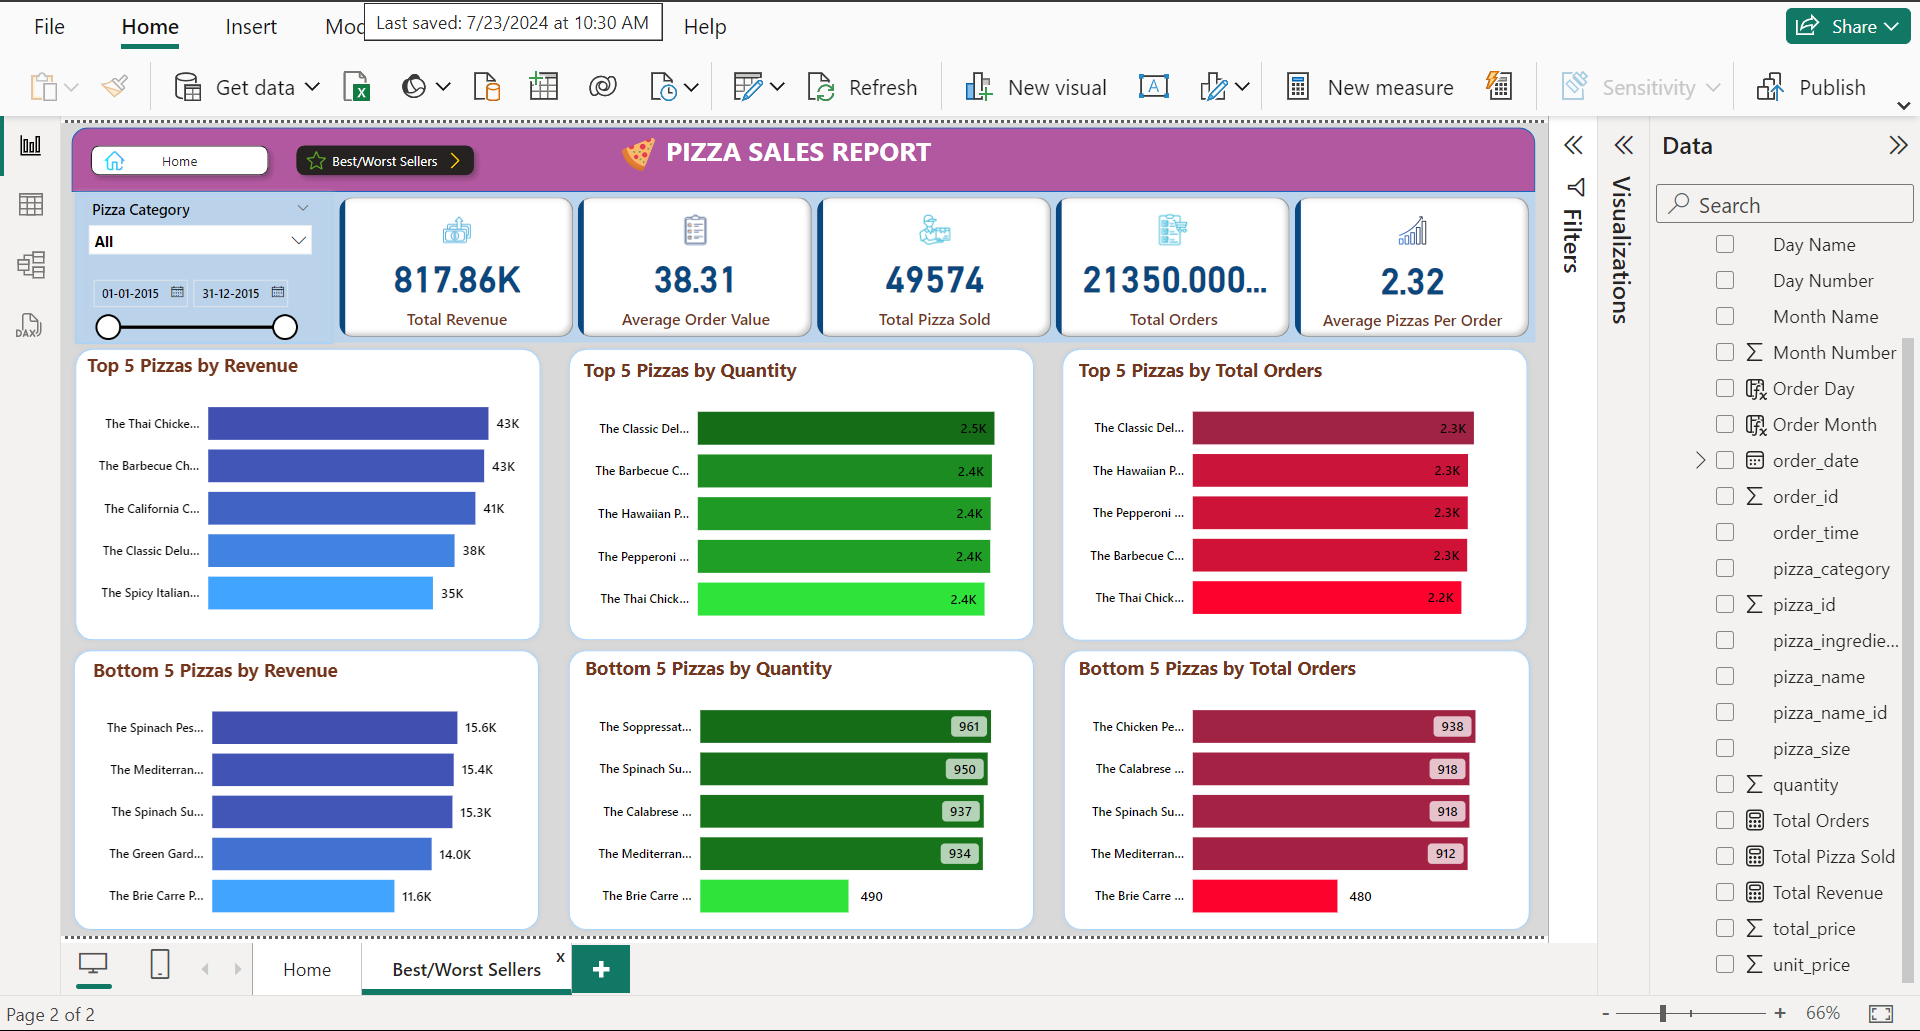 File Home Insert Mod Last saved: 7/23/2024 at 10:30 AM Help Share
Get data Refresh New visual A New measure Sensitivity Publish
Home Best/Worst Sellers PIZZA SALES REPORT
Pizza Category
All
01-01-2015 31-12-2015
817.86K
Total Revenue
38.31
Average Order Value
49574
Total Pizza Sold
21350.000...
Total Orders
2.32
Average Pizzas Per Order
Top 5 Pizzas by Revenue
The Thai Chicke... 43K
The Barbecue Ch... 43K
The California C... 41K
The Classic Delu... 38K
The Spicy Italian... 35K
Top 5 Pizzas by Quantity
The Classic Del... 2.5K
The Barbecue C... 2.4K
The Hawaiian P... 2.4K
The Pepperoni ... 2.4K
The Thai Chick... 2.4K
Top 5 Pizzas by Total Orders
The Classic Del... 2.3K
The Hawaiian P... 2.3K
The Pepperoni ... 2.3K
The Barbecue C... 2.3K
The Thai Chick... 2.2K
Bottom 5 Pizzas by Revenue
The Spinach Pes... 15.6K
The Mediterran... 15.4K
The Spinach Su... 15.3K
The Green Gard... 14.0K
The Brie Carre P... 11.6K
Bottom 5 Pizzas by Quantity
The Soppressat... 961
The Spinach Su... 950
The Calabrese ... 937
The Mediterran... 934
The Brie Carre ... 490
Bottom 5 Pizzas by Total Orders
The Chicken Pe... 938
The Calabrese ... 918
The Spinach Su... 918
The Mediterran... 912
The Brie Carre ... 480
Filters
Visualizations
Data
Search
Day Name
Day Number
Month Name
Month Number
Order Day
Order Month
order_date
order_id
order_time
pizza_category
pizza_id
pizza_ingredie...
pizza_name
pizza_name_id
pizza_size
quantity
Total Orders
Total Pizza Sold
Total Revenue
total_price
unit_price
DAX
Home Best/Worst Sellers x +
Page 2 of 2 - + 66%